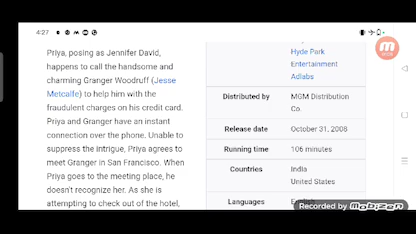 4:27
Priya, posing as Jennifer David,
happens to call the handsome and
charming Granger Woodruff (Jesse
Metcalfe) to help him with the
fraudulent charges on his credit card.
Priya and Granger have an instant
connection over the phone. Unable to
suppress the intrigue, Priya agrees to
meet Granger in San Francisco. When
Priya goes to the meeting place, he
doesn't recognize her. As she is
attempting to check out of the hotel,
Hyde Park
Entertainment
Adlabs
Distributed by MGM Distribution
Co.
Release date October 31, 2008
Running time 106 minutes
Countries India
United States
Languages English
Recorded by Mobizen